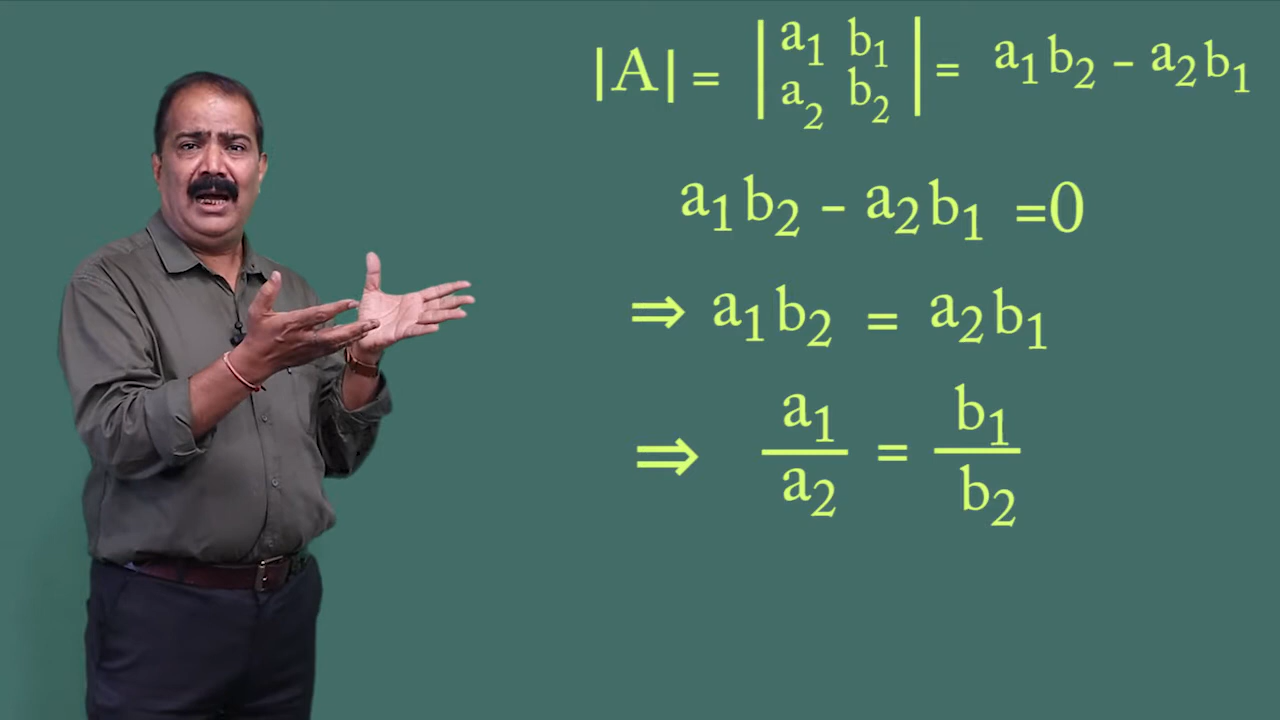 |A| = | a₁ b₁ | = a₁b₂ - a₂b₁
| a₂ b₂ |
a₁b₂ - a₂b₁ =0
⇒ a₁b₂ = a₂b₁
⇒ a₁/a₂ = b₁/b₂